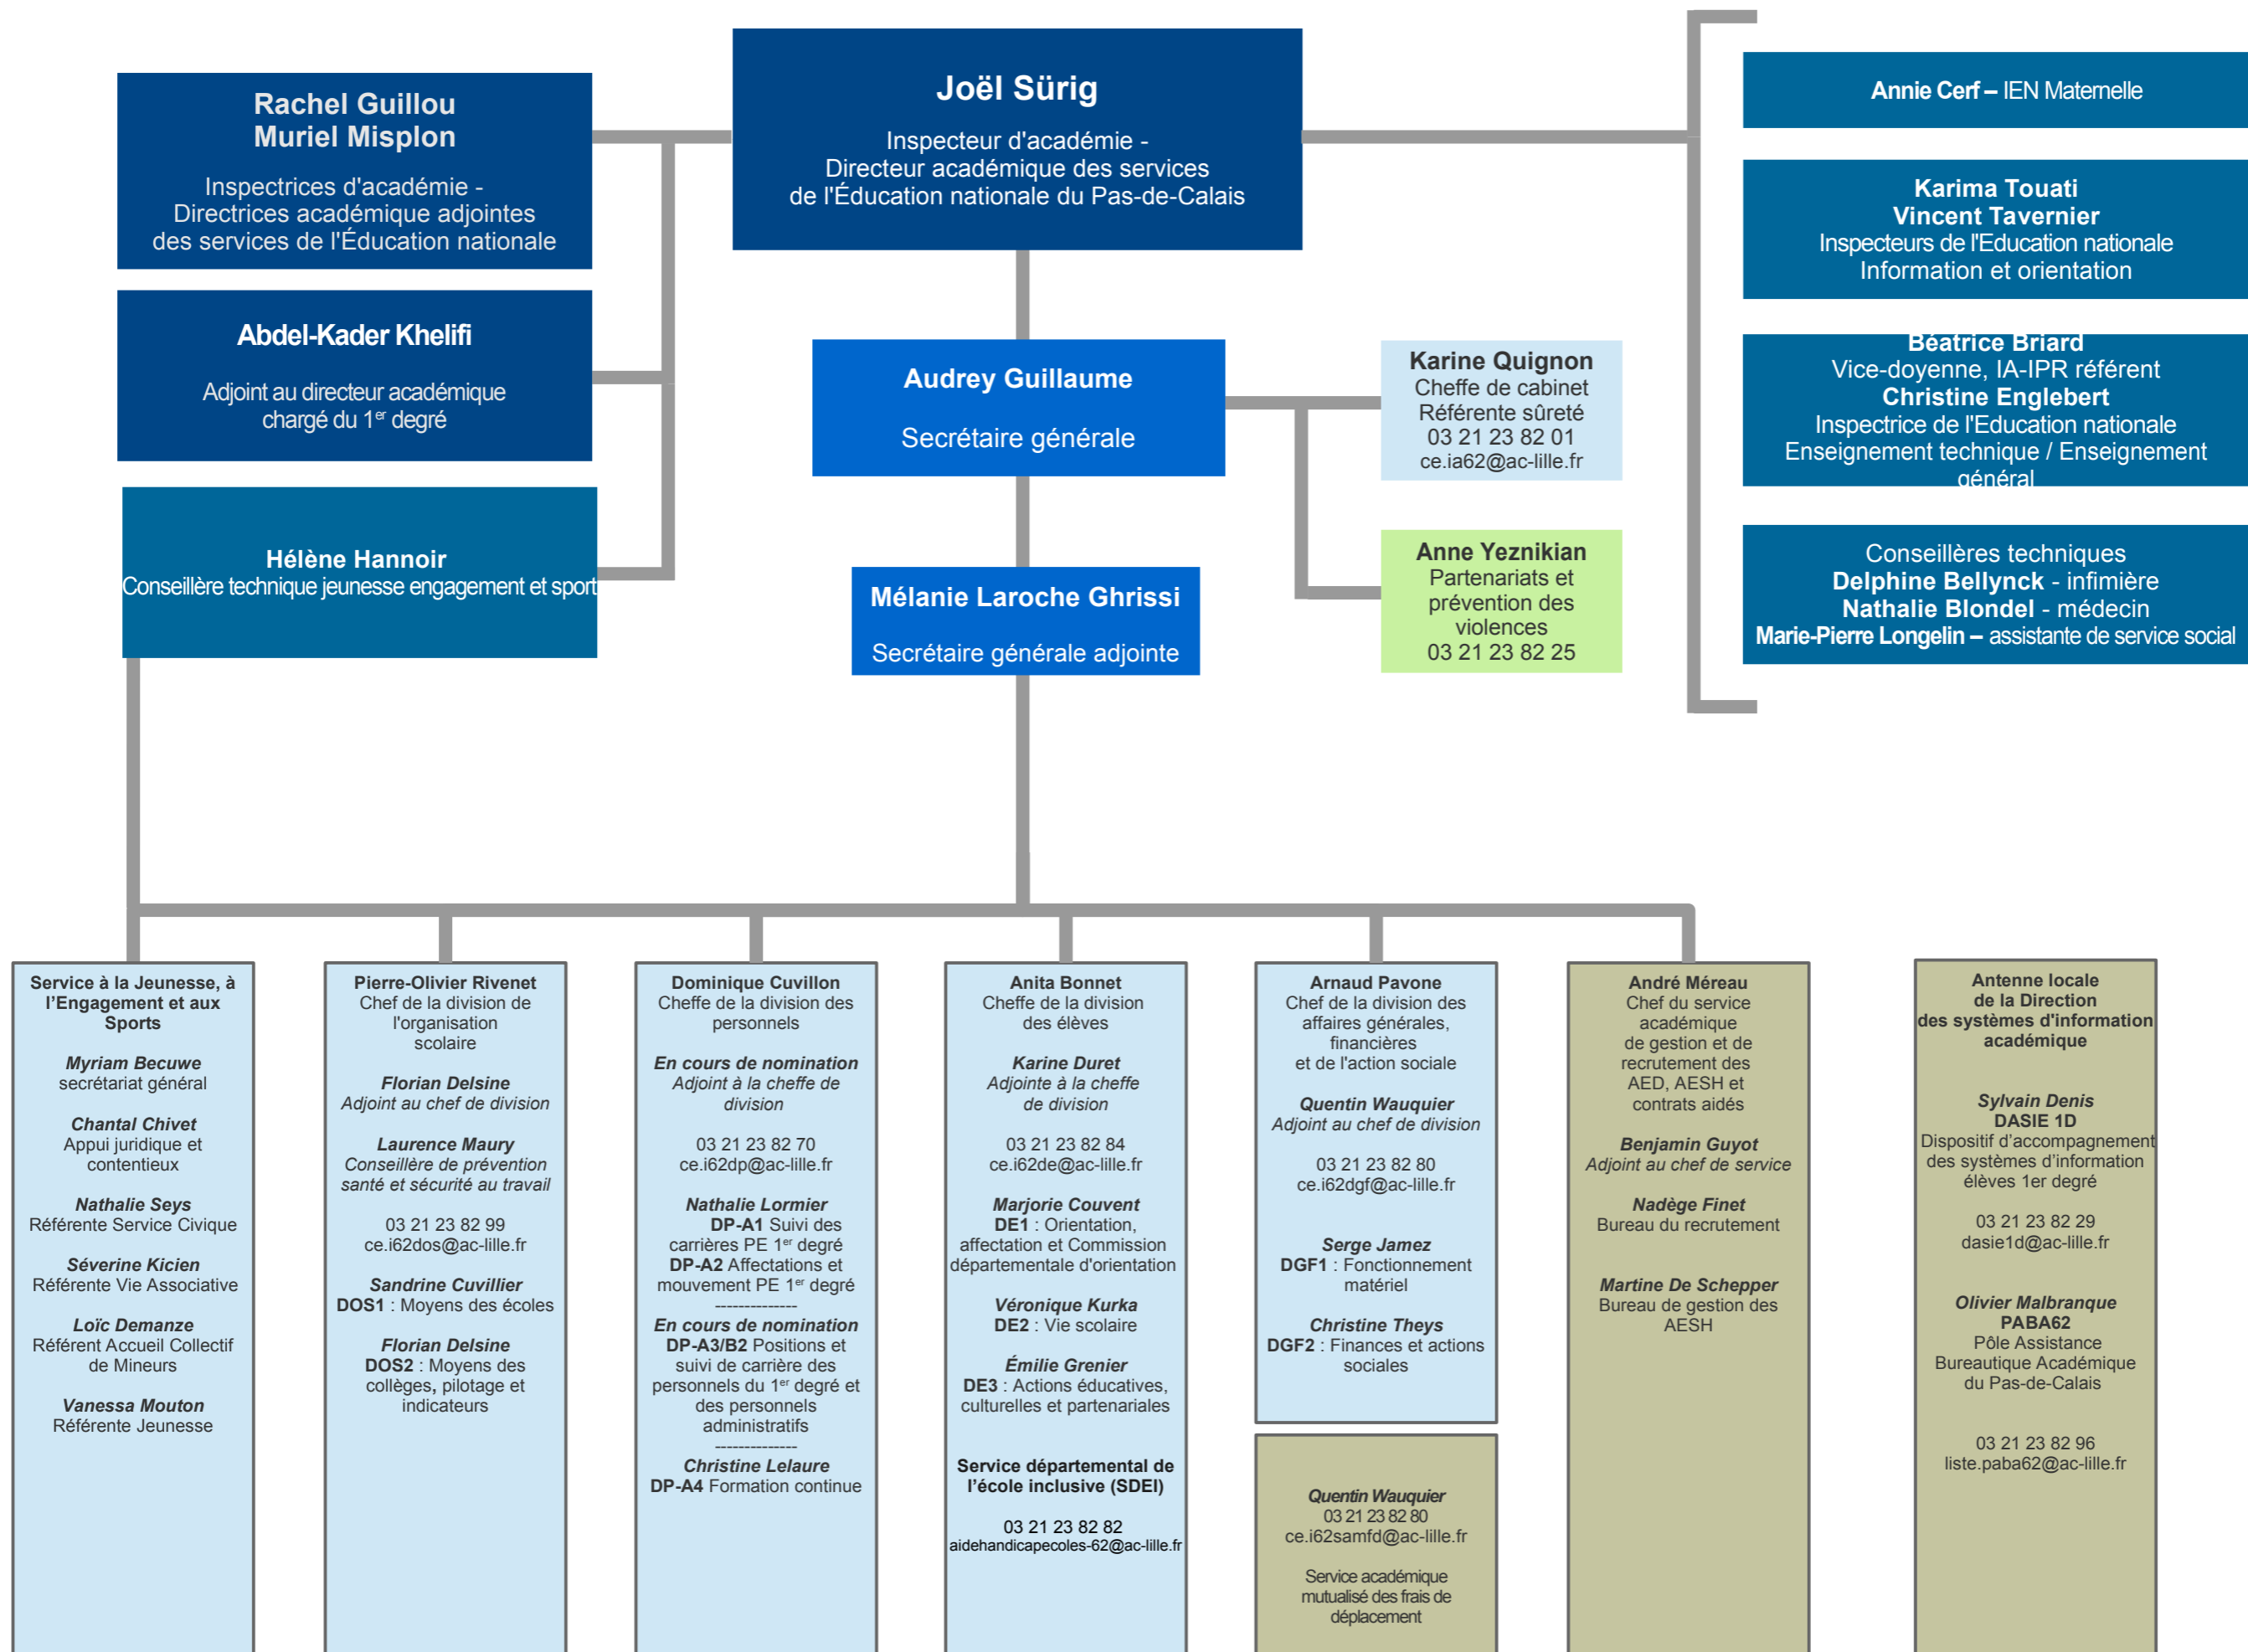 Rachel Guillou
Muriel Misplon
Inspectrices d'académie -
Directrices académique adjointes
des services de l'Éducation nationale
Joël Sürig
Inspecteur d'académie -
Directeur académique des services
de l'Éducation nationale du Pas-de-Calais
Annie Cerf – IEN Maternelle
Karima Touati
Vincent Tavernier
Inspecteurs de l'Education nationale
Information et orientation
Abdel-Kader Khelifi
Adjoint au directeur académique
chargé du 1er degré
Audrey Guillaume
Secrétaire générale
Karine Quignon
Cheffe de cabinet
Référente sûreté
03 21 23 82 01
ce.ia62@ac-lille.fr
Béatrice Briard
Vice-doyenne, IA-IPR référent
Christine Englebert
Inspectrice de l'Education nationale
Enseignement technique / Enseignement
général
Hélène Hannoir
Conseillère technique jeunesse engagement et sport
Mélanie Laroche Ghrissi
Secrétaire générale adjointe
Anne Yeznikian
Partenariats et
prévention des
violences
03 21 23 82 25
Conseillères techniques
Delphine Bellynck - infimière
Nathalie Blondel - médecin
Marie-Pierre Longelin – assistante de service social
Service à la Jeunesse, à
l’Engagement et aux
Sports
Myriam Becuwe
secrétariat général
Chantal Chivet
Appui juridique et
contentieux
Nathalie Seys
Référente Service Civique
Séverine Kicien
Référente Vie Associative
Loïc Demanze
Référent Accueil Collectif
de Mineurs
Vanessa Mouton
Référente Jeunesse
Pierre-Olivier Rivenet
Chef de la division de
l'organisation
scolaire
Florian Delsine
Adjoint au chef de division
Laurence Maury
Conseillère de prévention
santé et sécurité au travail
03 21 23 82 99
ce.i62dos@ac-lille.fr
Sandrine Cuvillier
DOS1 : Moyens des écoles
Florian Delsine
DOS2 : Moyens des
collèges, pilotage et
indicateurs
Dominique Cuvillon
Cheffe de la division des
personnels
En cours de nomination
Adjoint à la cheffe de
division
03 21 23 82 70
ce.i62dp@ac-lille.fr
Nathalie Lormier
DP-A1 Suivi des
carrières PE 1er degré
DP-A2 Affectations et
mouvement PE 1er degré
--------------
En cours de nomination
DP-A3/B2 Positions et
suivi de carrière des
personnels du 1er degré et
des personnels
administratifs
--------------
Christine Lelaure
DP-A4 Formation continue
Anita Bonnet
Cheffe de la division
des élèves
Karine Duret
Adjointe à la cheffe
de division
03 21 23 82 84
ce.i62de@ac-lille.fr
Marjorie Couvent
DE1 : Orientation,
affectation et Commission
départementale d'orientation
Véronique Kurka
DE2 : Vie scolaire
Émilie Grenier
DE3 : Actions éducatives,
culturelles et partenariales
Service départemental de
l’école inclusive (SDEI)
03 21 23 82 82
aidehandicapecoles-62@ac-lille.fr
Arnaud Pavone
Chef de la division des
affaires générales,
financières
et de l'action sociale
Quentin Wauquier
Adjoint au chef de division
03 21 23 82 80
ce.i62dgf@ac-lille.fr
Serge Jamez
DGF1 : Fonctionnement
matériel
Christine Theys
DGF2 : Finances et actions
sociales
Quentin Wauquier
03 21 23 82 80
ce.i62samfd@ac-lille.fr
Service académique
mutualisé des frais de
déplacement
André Méreau
Chef du service
académique
de gestion et de
recrutement des
AED, AESH et
contrats aidés
Benjamin Guyot
Adjoint au chef de service
Nadège Finet
Bureau du recrutement
Martine De Schepper
Bureau de gestion des
AESH
Antenne locale
de la Direction
des systèmes d'information
académique
Sylvain Denis
DASIE 1D
Dispositif d’accompagnement
des systèmes d’information
élèves 1er degré
03 21 23 82 29
dasie1d@ac-lille.fr
Olivier Malbranque
PABA62
Pôle Assistance
Bureautique Académique
du Pas-de-Calais
03 21 23 82 96
liste.paba62@ac-lille.fr